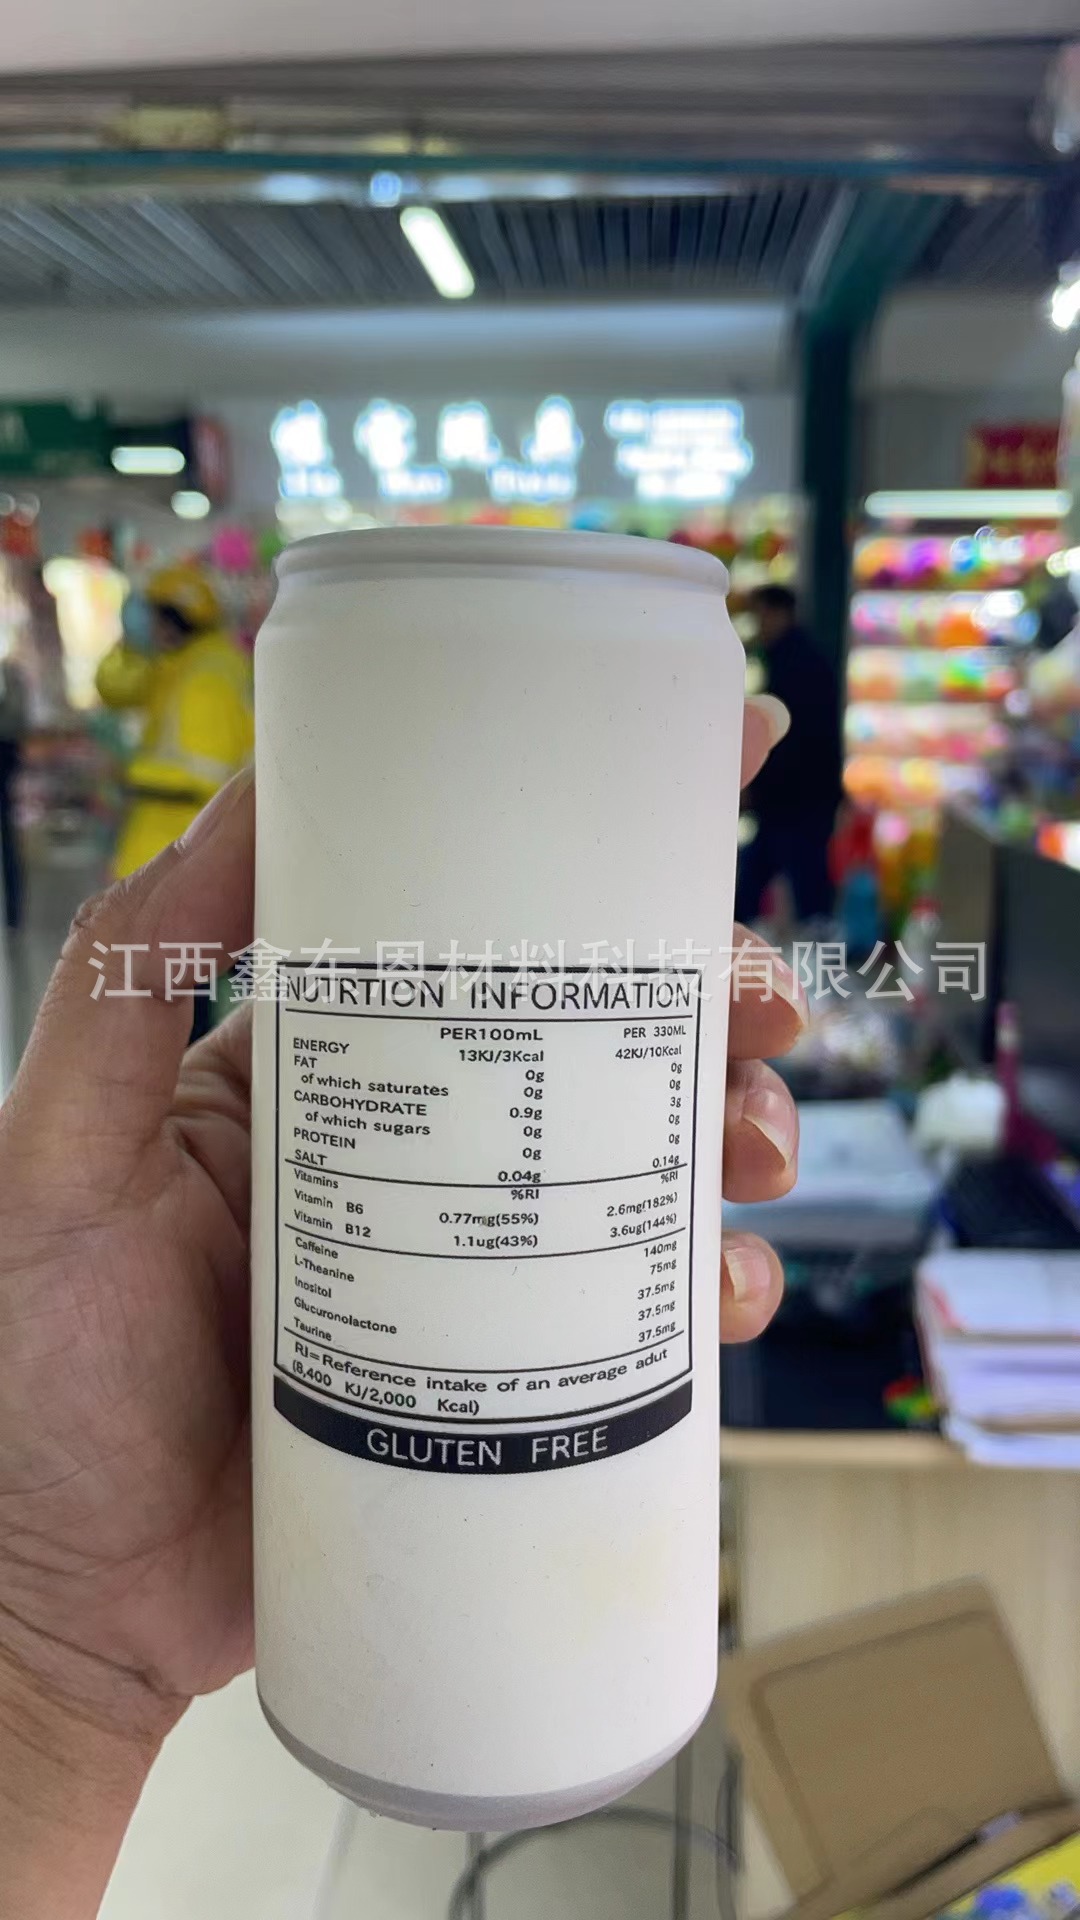 江西鑫东恩材料科技有限公司
NUTRTION INFORMATION
PER100mL PER 330ML
ENERGY 13KJ/3Kcal 42KJ/10Kcal
FAT 0g 0g
of which saturates 0g 0g
CARBOHYDRATE 0.9g 3g
of which sugars 0g 0g
PROTEIN 0g 0g
SALT 0.04g 0.14g
Vitamins %RI %RI
Vitamin B6 0.77mg(55%) 2.6mg(182%)
Vitamin B12 1.1ug(43%) 3.6ug(144%)
Caffeine 140mg
L-Theanine 75mg
Inositol 37.5mg
Glucuronolactone 37.5mg
Taurine 37.5mg
RI=Reference intake of an average adut
(8,400 KJ/2,000 Kcal)
GLUTEN FREE